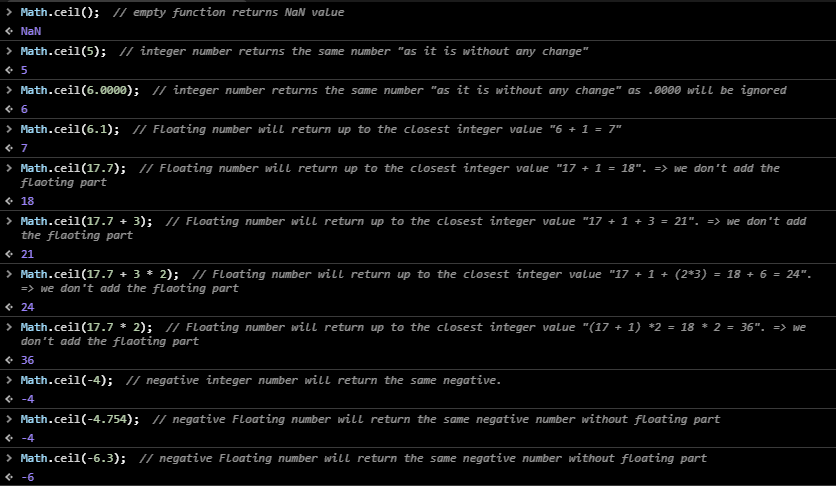 > Math.ceil();  // empty function returns NaN value
NaN
> Math.ceil(5);  // integer number returns the same number "as it is without any change"
5
> Math.ceil(6.0000);  // integer number returns the same number "as it is without any change" as .0000 will be ignored
6
> Math.ceil(6.1);  // Floating number will return up to the closest integer value "6 + 1 = 7"
7
> Math.ceil(17.7);  // Floating number will return up to the closest integer value "17 + 1 = 18". => we don't add the
flaoting part
18
> Math.ceil(17.7 + 3);  // Floating number will return up to the closest integer value "17 + 1 + 3 = 21". => we don't add
the flaoting part
21
> Math.ceil(17.7 + 3 * 2);  // Floating number will return up to the closest integer value "17 + 1 + (2*3) = 18 + 6 = 24".
=> we don't add the flaoting part
24
> Math.ceil(17.7 * 2);  // Floating number will return up to the closest integer value "(17 + 1) *2 = 18 * 2 = 36". => we
don't add the flaoting part
36
> Math.ceil(-4);  // negative integer number will return the same negative.
-4
> Math.ceil(-4.754);  // negative Floating number will return the same negative number without floating part
-4
> Math.ceil(-6.3);  // negative Floating number will return the same negative number without floating part
-6